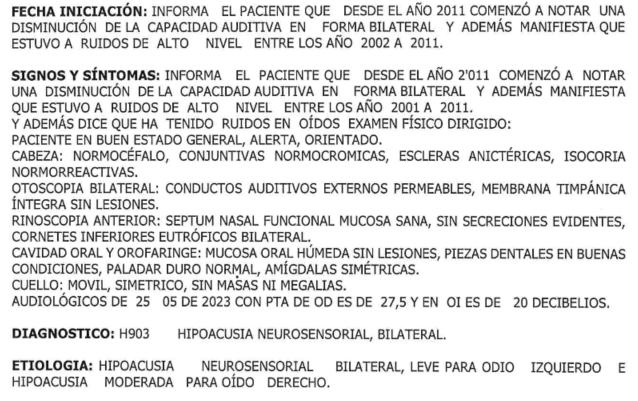 FECHA INICIACIÓN: INFORMA EL PACIENTE QUE DESDE EL AÑO 2011 COMENZÓ A NOTAR UNA
DISMINUCIÓN DE LA CAPACIDAD AUDITIVA EN FORMA BILATERAL Y ADEMÁS MANIFIESTA QUE
ESTUVO A RUIDOS DE ALTO NIVEL ENTRE LOS AÑO 2002 A 2011.
SIGNOS Y SÍNTOMAS: INFORMA EL PACIENTE QUE DESDE EL AÑO 2'011 COMENZÓ A NOTAR
UNA DISMINUCIÓN DE LA CAPACIDAD AUDITIVA EN FORMA BILATERAL Y ADEMÁS MANIFIESTA
QUE ESTUVO A RUIDOS DE ALTO NIVEL ENTRE LOS AÑO 2001 A 2011.
Y ADEMÁS DICE QUE HA TENIDO RUIDOS EN OÍDOS EXAMEN FÍSICO DIRIGIDO:
PACIENTE EN BUEN ESTADO GENERAL, ALERTA, ORIENTADO.
CABEZA: NORMOCÉFALO, CONJUNTIVAS NORMOCROMICAS, ESCLERAS ANICTÉRICAS, ISOCORIA
NORMORREACTIVAS.
OTOSCOPIA BILATERAL: CONDUCTOS AUDITIVOS EXTERNOS PERMEABLES, MEMBRANA TIMPÁNICA
ÍNTEGRA SIN LESIONES.
RINOSCOPIA ANTERIOR: SEPTUM NASAL FUNCIONAL MUCOSA SANA, SIN SECRECIONES EVIDENTES,
CORNETES INFERIORES EUTRÓFICOS BILATERAL.
CAVIDAD ORAL Y OROFARINGE: MUCOSA ORAL HÚMEDA SIN LESIONES, PIEZAS DENTALES EN BUENAS
CONDICIONES, PALADAR DURO NORMAL, AMÍGDALAS SIMÉTRICAS.
CUELLO: MOVIL, SIMETRICO, SIN MASAS NI MEGALIAS.
AUDIOLÓGICOS DE 25 05 DE 2023 CON PTA DE OD ES DE 27,5 Y EN OI ES DE 20 DECIBELIOS.
DIAGNOSTICO: H903 HIPOACUSIA NEUROSENSORIAL, BILATERAL.
ETIOLOGIA: HIPOACUSIA NEUROSENSORIAL BILATERAL, LEVE PARA ODIO IZQUIERDO E
HIPOACUSIA MODERADA PARA OÍDO DERECHO.